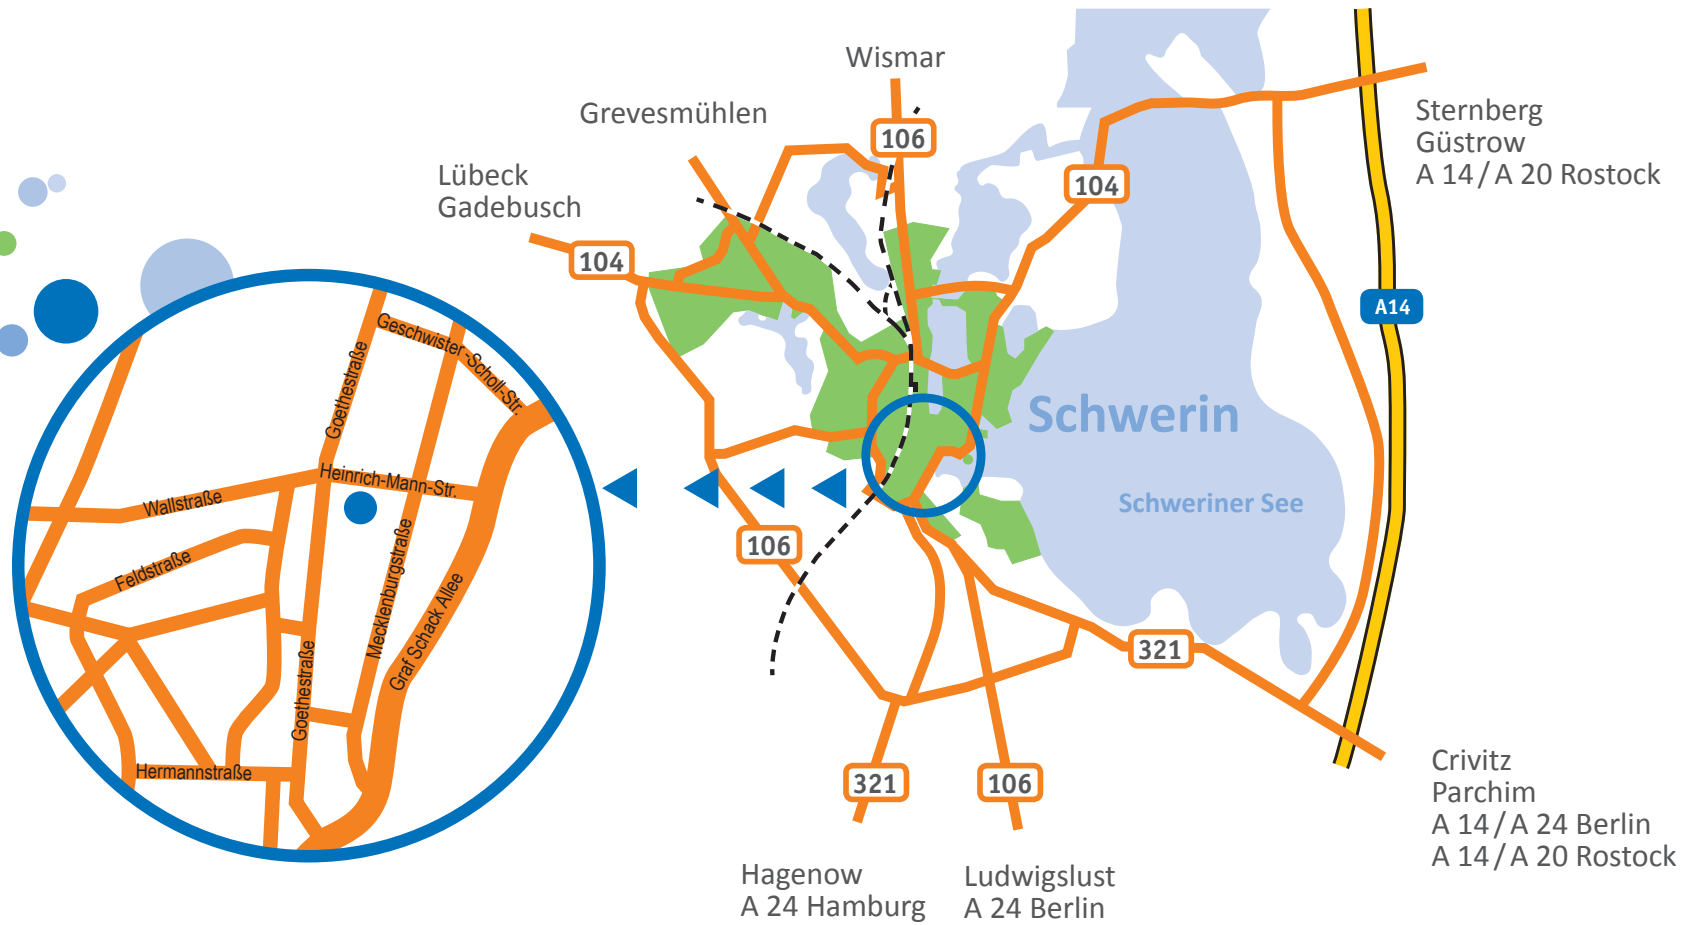 Wismar
Grevesmühlen
106
Lübeck
Gadebusch
104
104
Sternberg
Güstrow
A 14 / A 20 Rostock
A14
Schwerin
Schweriner See
106
321
321
106
Crivitz
Parchim
A 14 / A 24 Berlin
A 14 / A 20 Rostock
Hagenow
A 24 Hamburg
Ludwigslust
A 24 Berlin
Geschwister-Scholl-Str.
Goethestraße
Heinrich-Mann-Str.
Wallstraße
Feldstraße
Mecklenburgstraße
Graf Schack Allee
Goethestraße
Hermannstraße